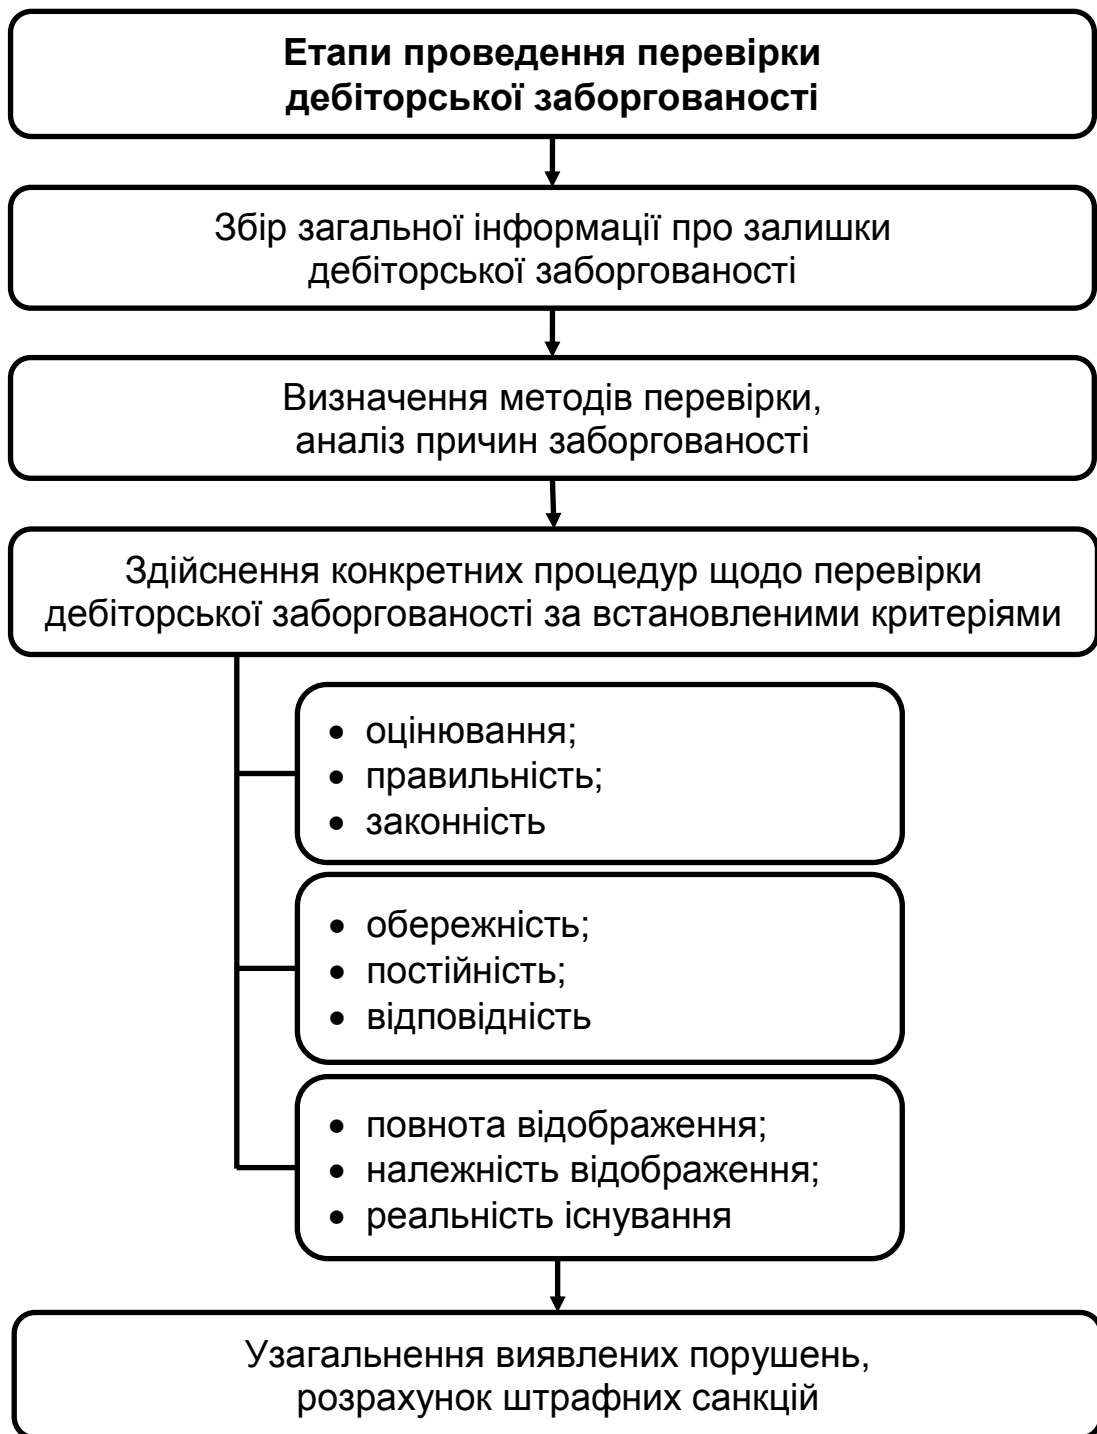 Етапи проведення перевірки
дебіторської заборгованості
Збір загальної інформації про залишки
дебіторської заборгованості
Визначення методів перевірки,
аналіз причин заборгованості
Здійснення конкретних процедур щодо перевірки
дебіторської заборгованості за встановленими критеріями
• оцінювання;
• правильність;
• законність
• обережність;
• постійність;
• відповідність
• повнота відображення;
• належність відображення;
• реальність існування
Узагальнення виявлених порушень,
розрахунок штрафних санкцій